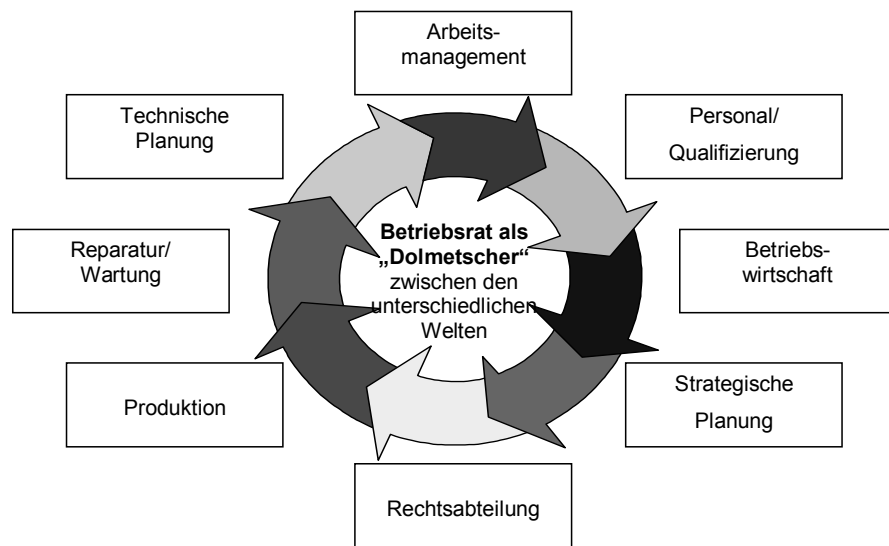 Arbeits-
management
Technische
Planung
Personal/
Qualifizierung
Reparatur/
Wartung
Betriebsrat als
„Dolmetscher“
zwischen den
unterschiedlichen
Welten
Betriebs-
wirtschaft
Produktion
Strategische
Planung
Rechtsabteilung